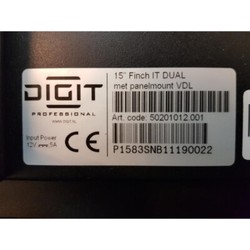 DIGIT
PROFESSIONAL
www.digit.nl
Input Power
12V 5A
CE
15" Finch IT DUAL
met panelmount VDL
Art. code: 50201012.001
P1583SNB11190022